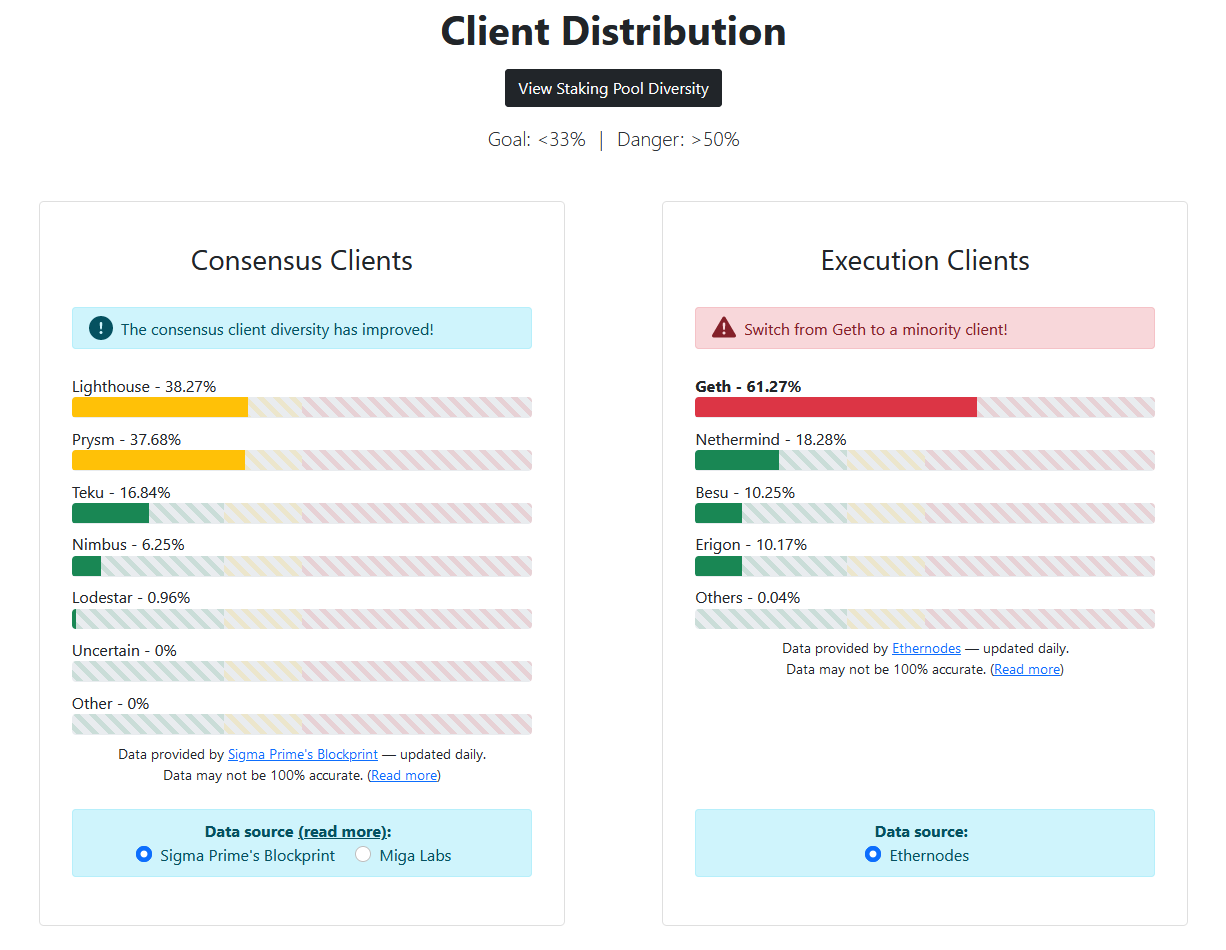 Client Distribution
View Staking Pool Diversity
Goal: <33% | Danger: >50%
Consensus Clients
The consensus client diversity has improved!
Lighthouse - 38.27%
Prysm - 37.68%
Teku - 16.84%
Nimbus - 6.25%
Lodestar - 0.96%
Uncertain - 0%
Other - 0%
Data provided by Sigma Prime's Blockprint — updated daily.
Data may not be 100% accurate. (Read more)
Data source (read more):
Sigma Prime's Blockprint Miga Labs
Execution Clients
Switch from Geth to a minority client!
Geth - 61.27%
Nethermind - 18.28%
Besu - 10.25%
Erigon - 10.17%
Others - 0.04%
Data provided by Ethernodes — updated daily.
Data may not be 100% accurate. (Read more)
Data source:
Ethernodes